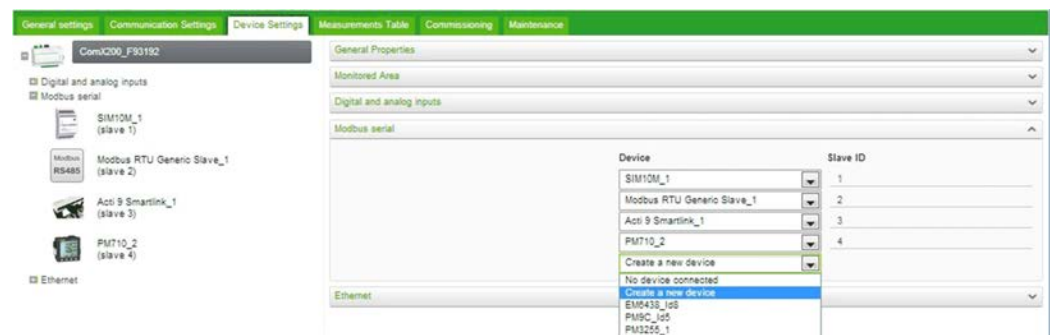 General settings
Communication Settings
Device Settings
Measurements Table
Commissioning
Maintenance
ComX200_F93192
Digital and analog inputs
Modbus serial
SIM10M_1
(slave 1)
Modbus
RS485
Modbus RTU Generic Slave_1
(slave 2)
Acti 9 Smartlink_1
(slave 3)
PM710_2
(slave 4)
Ethernet
General Properties
Monitored Area
Digital and analog inputs
Modbus serial
Device
Slave ID
SIM10M_1
1
Modbus RTU Generic Slave_1
2
Acti 9 Smartlink_1
3
PM710_2
4
Create a new device
No device connected
Create a new device
EM6438_Id8
PM9C_Id5
PM3255_1
Ethernet